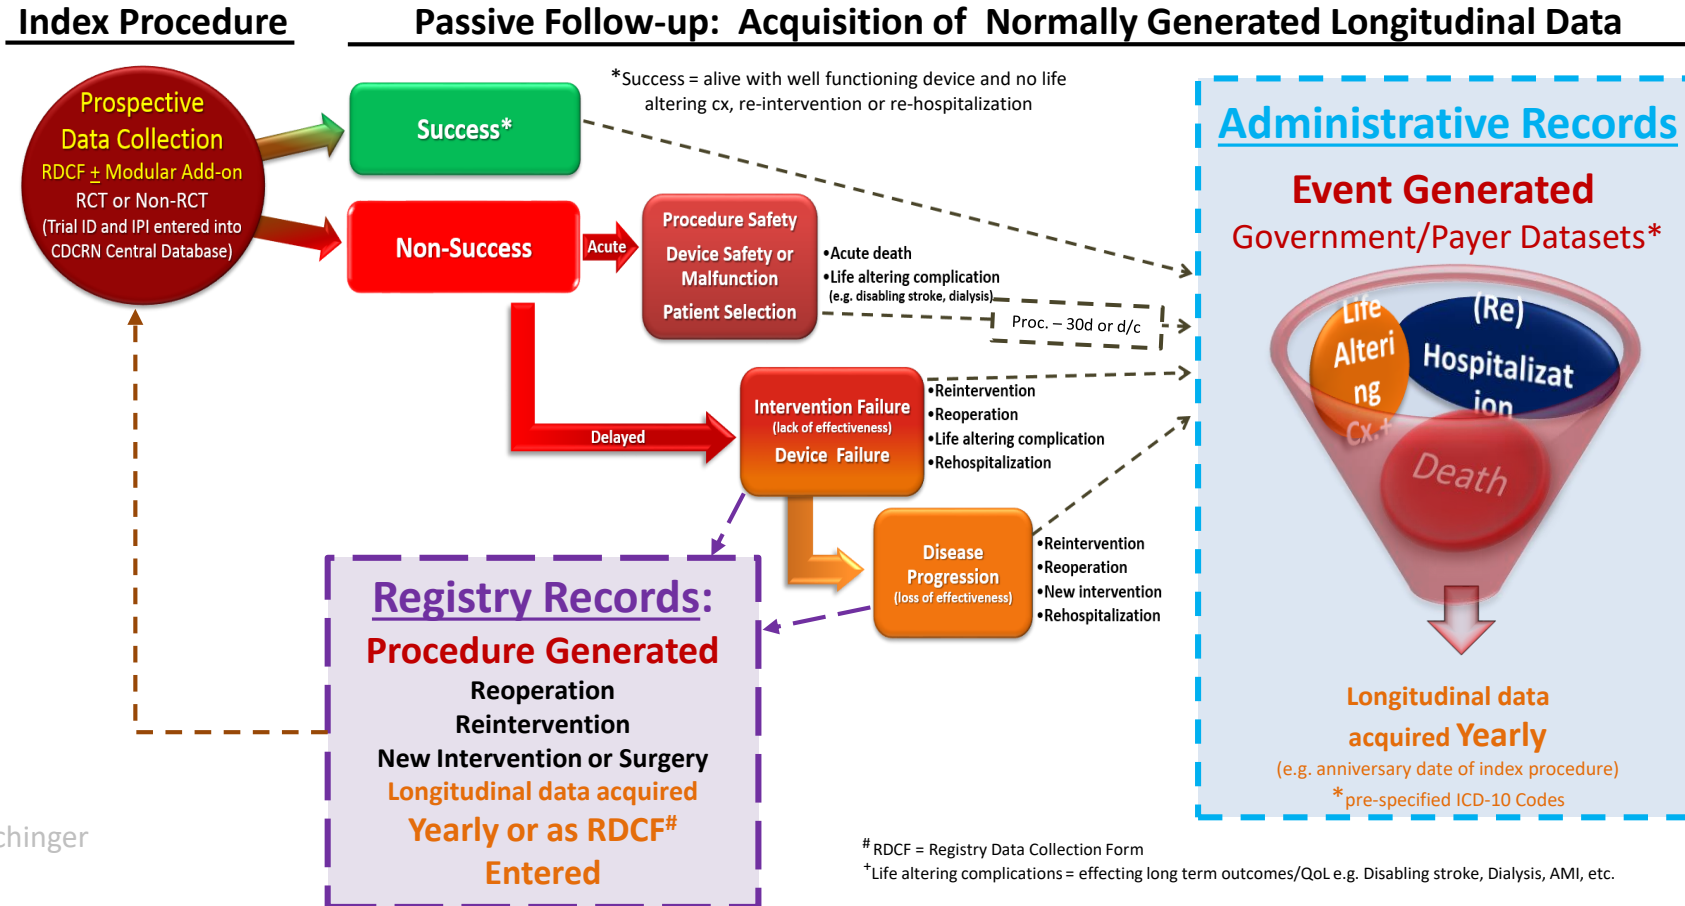 Index Procedure
Passive Follow-up:  Acquisition of  Normally Generated Longitudinal Data
Prospective
Data Collection
RDCF + Modular Add-on
RCT or Non-RCT
(Trial ID and IPI entered into
CDCRN Central Database)
Success*
*Success = alive with well functioning device and no life
altering cx, re-intervention or re-hospitalization
Non-Success
Acute
Procedure Safety
Device Safety or
Malfunction
Patient Selection
•Acute death
•Life altering complication
(e.g. disabling stroke, dialysis)
Proc. – 30d or d/c
Delayed
Intervention Failure
(lack of effectiveness)
Device  Failure
•Reintervention
•Reoperation
•Life altering complication
•Rehospitalization
Disease
Progression
(loss of effectiveness)
•Reintervention
•Reoperation
•New intervention
•Rehospitalization
Registry Records:
Procedure Generated
Reoperation
Reintervention
New Intervention or Surgery
Longitudinal data acquired
Yearly or as RDCF#
Entered
Administrative Records
Event Generated
Government/Payer Datasets*
Life
Alteri
ng
Cx.+
(Re)
Hospitalizat
ion
Death
Longitudinal data
acquired Yearly
(e.g. anniversary date of index procedure)
*pre-specified ICD-10 Codes
chinger
# RDCF = Registry Data Collection Form
+Life altering complications = effecting long term outcomes/QoL e.g. Disabling stroke, Dialysis, AMI, etc.